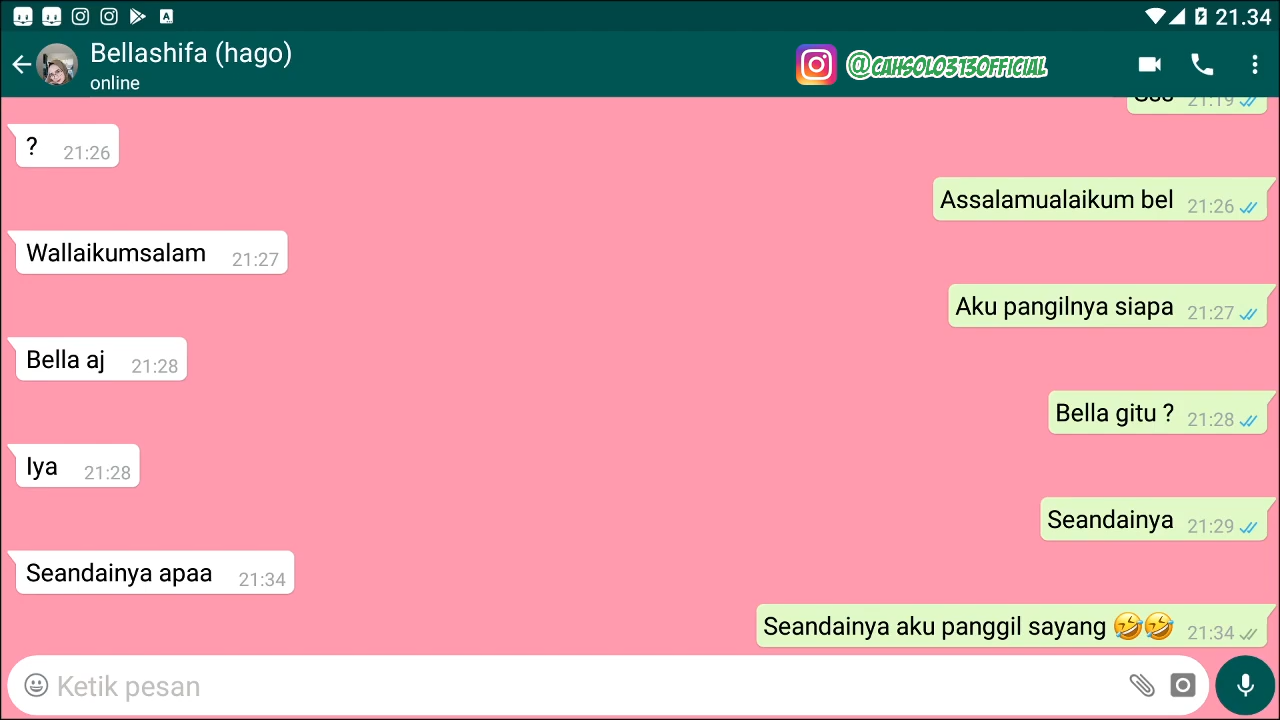 21.34
Bellashifa (hago)
online
@CAHSOLO3130FFICIAL
21:19
? 21:26
Assalamualaikum bel 21:26
Wallaikumsalam 21:27
Aku pangilnya siapa 21:27
Bella aj 21:28
Bella gitu ? 21:28
Iya 21:28
Seandainya 21:29
Seandainya apaa 21:34
Seandainya aku panggil sayang 🤣🤣 21:34
Ketik pesan